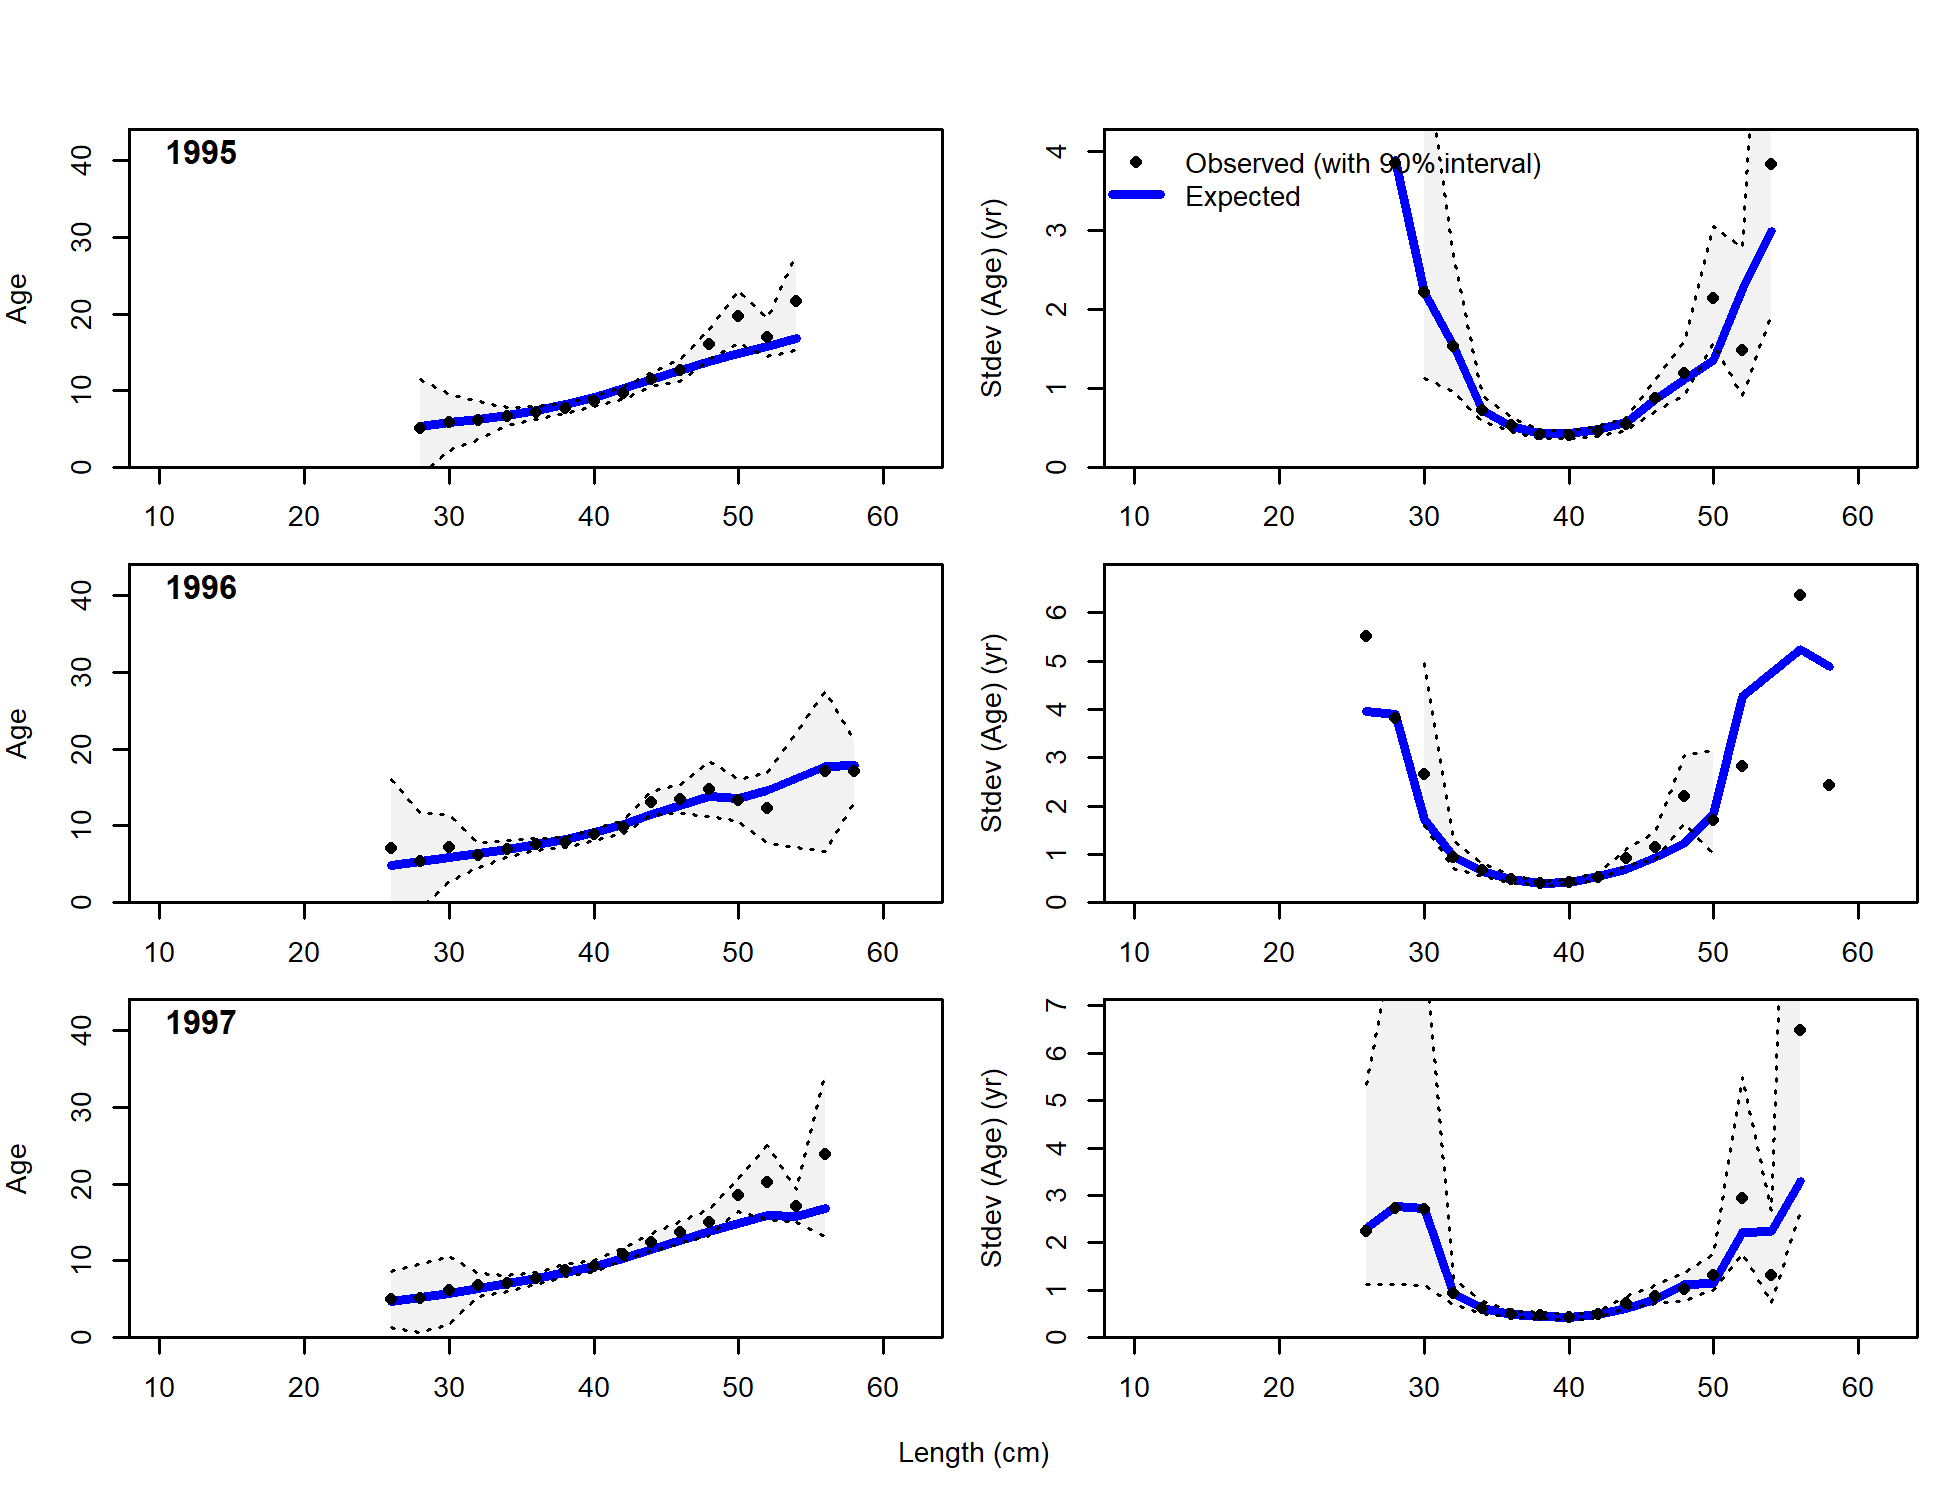 1995
Age
0 10 20 30 40
10 20 30 40 50 60
Observed (with 90% interval)
Expected
Stdev (Age) (yr)
0 1 2 3 4
10 20 30 40 50 60
1996
Age
0 10 20 30 40
10 20 30 40 50 60
Stdev (Age) (yr)
0 1 2 3 4 5 6
10 20 30 40 50 60
1997
Age
0 10 20 30 40
10 20 30 40 50 60
Stdev (Age) (yr)
0 1 2 3 4 5 6 7
10 20 30 40 50 60
Length (cm)